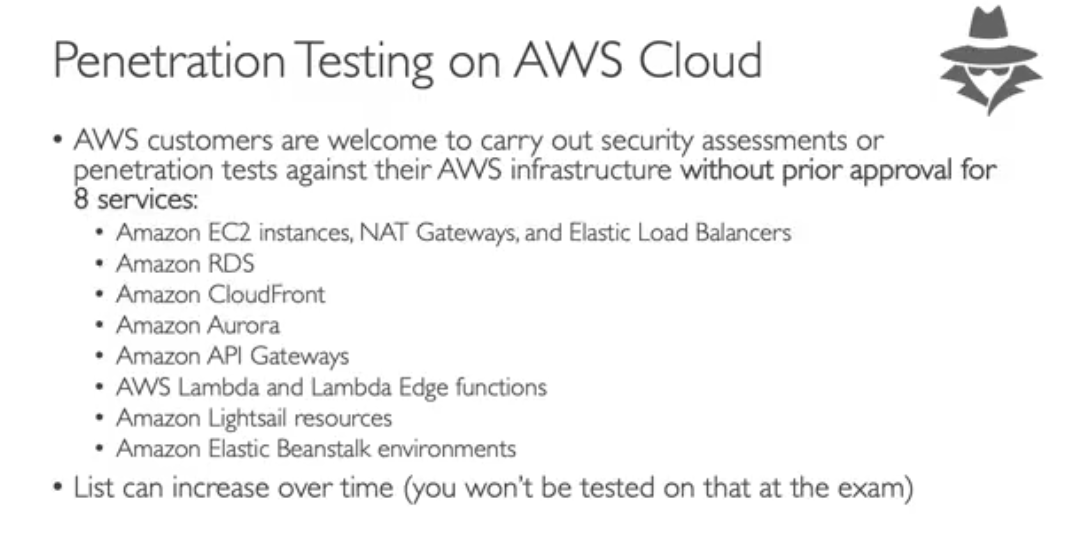 Penetration Testing on AWS Cloud
• AWS customers are welcome to carry out security assessments or
penetration tests against their AWS infrastructure without prior approval for
8 services:
• Amazon EC2 instances, NAT Gateways, and Elastic Load Balancers
• Amazon RDS
• Amazon CloudFront
• Amazon Aurora
• Amazon API Gateways
• AWS Lambda and Lambda Edge functions
• Amazon Lightsail resources
• Amazon Elastic Beanstalk environments
• List can increase over time (you won't be tested on that at the exam)